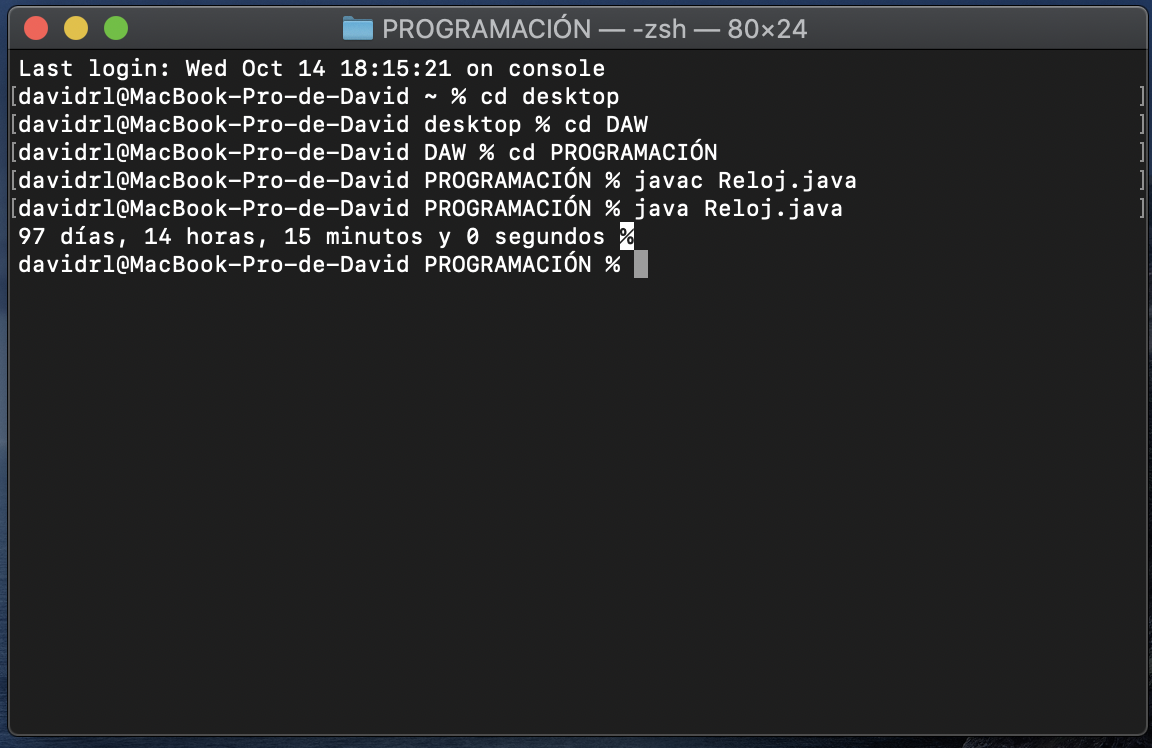 PROGRAMACIÓN — -zsh — 80×24
Last login: Wed Oct 14 18:15:21 on console
[davidrl@MacBook-Pro-de-David ~ % cd desktop ]
[davidrl@MacBook-Pro-de-David desktop % cd DAW ]
[davidrl@MacBook-Pro-de-David DAW % cd PROGRAMACIÓN ]
[davidrl@MacBook-Pro-de-David PROGRAMACIÓN % javac Reloj.java ]
[davidrl@MacBook-Pro-de-David PROGRAMACIÓN % java Reloj.java ]
97 días, 14 horas, 15 minutos y 0 segundos %
davidrl@MacBook-Pro-de-David PROGRAMACIÓN %